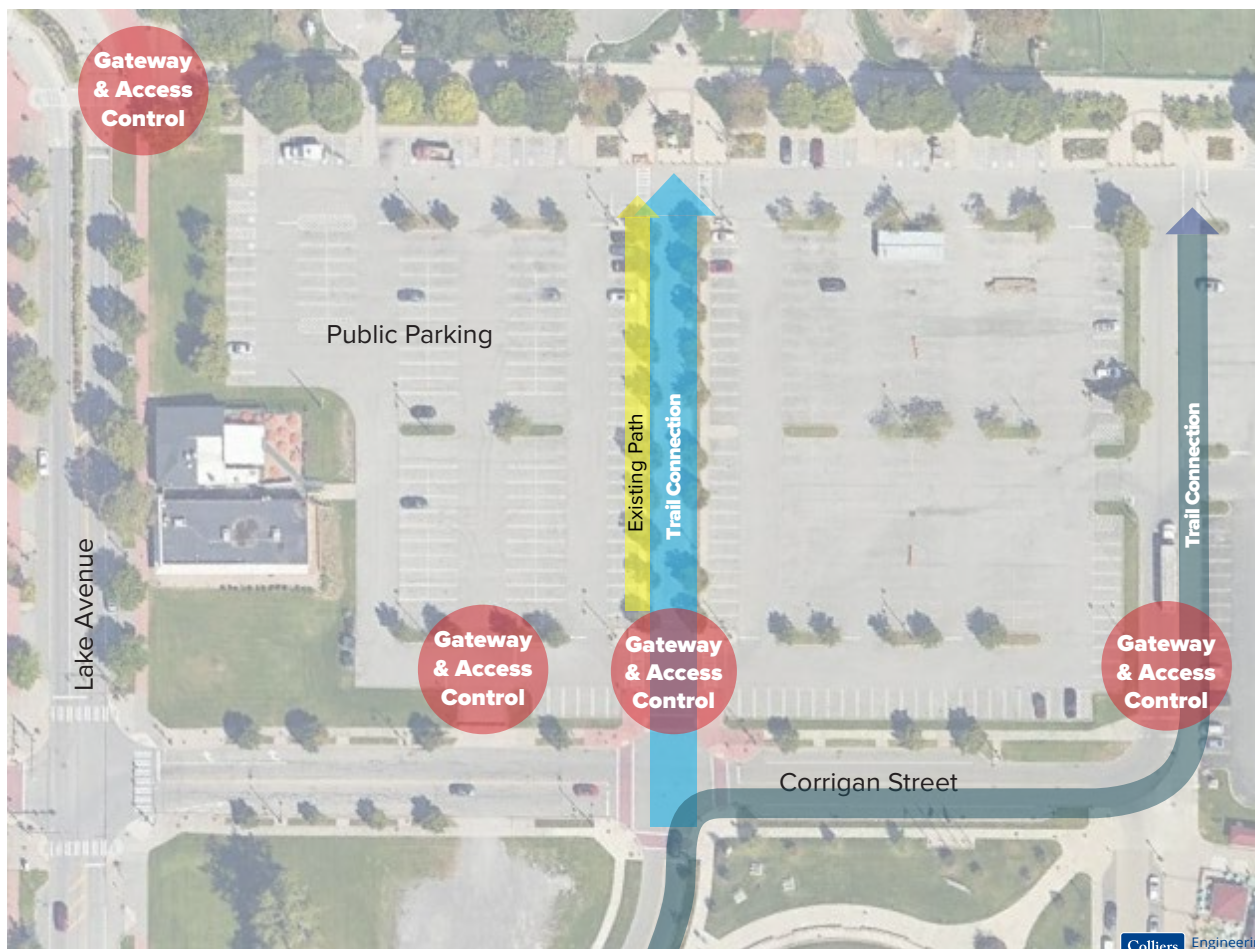 Gateway
& Access
Control
Public Parking
Existing Path
Trail Connection
Trail Connection
Lake Avenue
Gateway
& Access
Control
Gateway
& Access
Control
Gateway
& Access
Control
Corrigan Street
Colliers